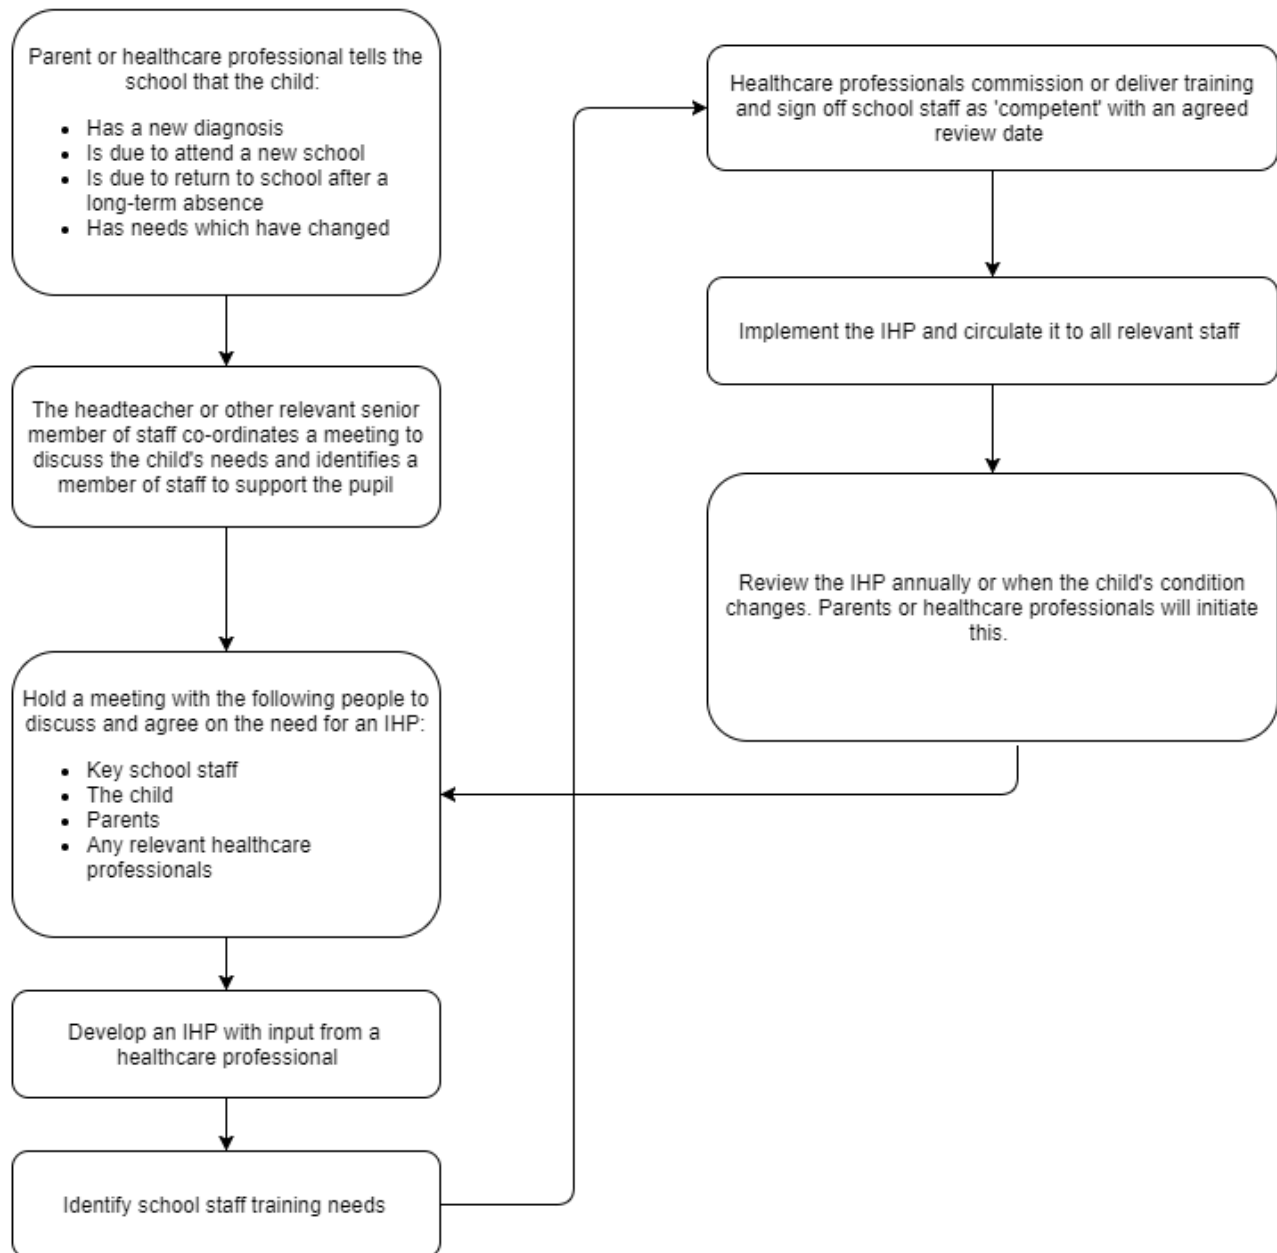 Parent or healthcare professional tells the
school that the child:
• Has a new diagnosis
• Is due to attend a new school
• Is due to return to school after a
long-term absence
• Has needs which have changed
The headteacher or other relevant senior
member of staff co-ordinates a meeting to
discuss the child's needs and identifies a
member of staff to support the pupil
Hold a meeting with the following people to
discuss and agree on the need for an IHP:
• Key school staff
• The child
• Parents
• Any relevant healthcare
professionals
Develop an IHP with input from a
healthcare professional
Identify school staff training needs
Healthcare professionals commission or deliver training
and sign off school staff as 'competent' with an agreed
review date
Implement the IHP and circulate it to all relevant staff
Review the IHP annually or when the child's condition
changes. Parents or healthcare professionals will initiate
this.